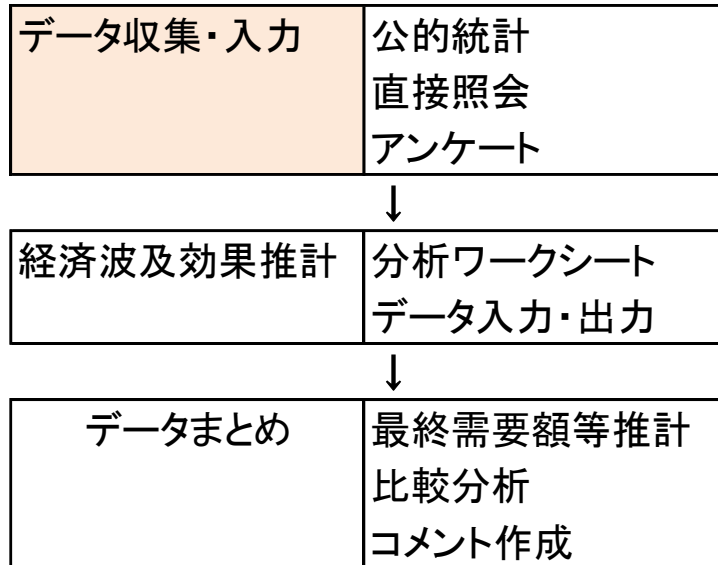 データ収集・入力
公的統計
直接照会
アンケート
↓
経済波及効果推計
分析ワークシート
データ入力・出力
↓
データまとめ
最終需要額等推計
比較分析
コメント作成